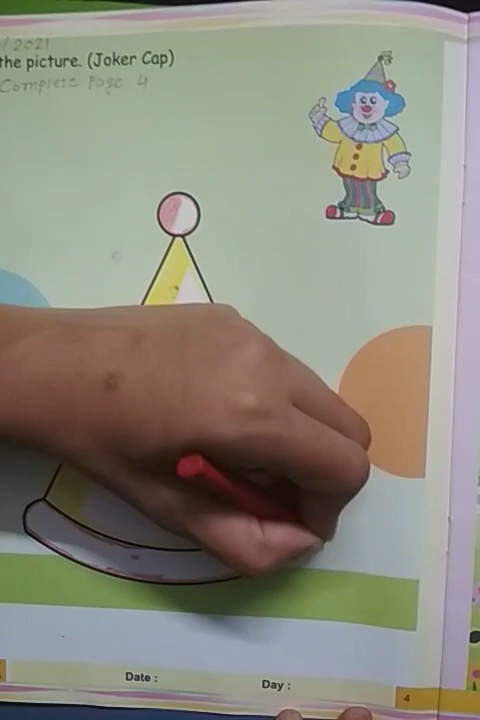 /2021
the picture. (Joker Cap)
Complete Page 4
Date :
Day :
4